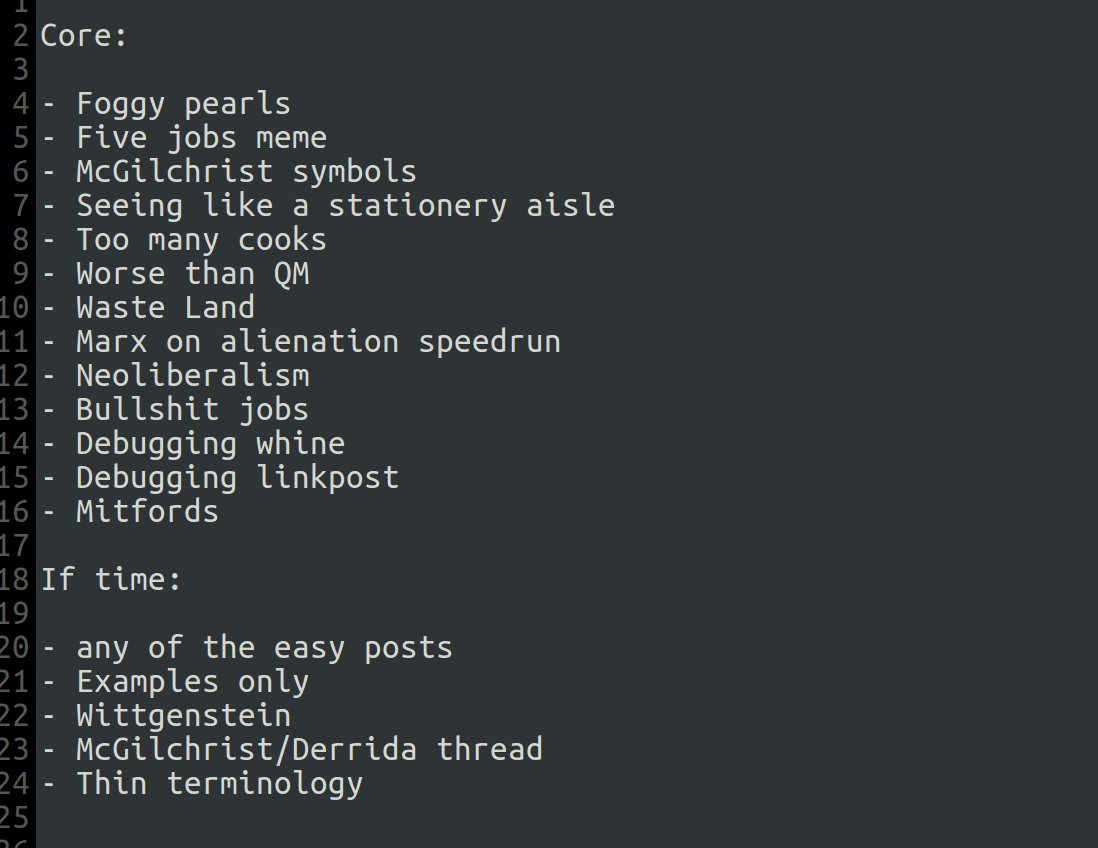 1
2 Core:
3
4 - Foggy pearls
5 - Five jobs meme
6 - McGilchrist symbols
7 - Seeing like a stationery aisle
8 - Too many cooks
9 - Worse than QM
10 - Waste Land
11 - Marx on alienation speedrun
12 - Neoliberalism
13 - Bullshit jobs
14 - Debugging whine
15 - Debugging linkpost
16 - Mitfords
17
18 If time:
19
20 - any of the easy posts
21 - Examples only
22 - Wittgenstein
23 - McGilchrist/Derrida thread
24 - Thin terminology
25
26